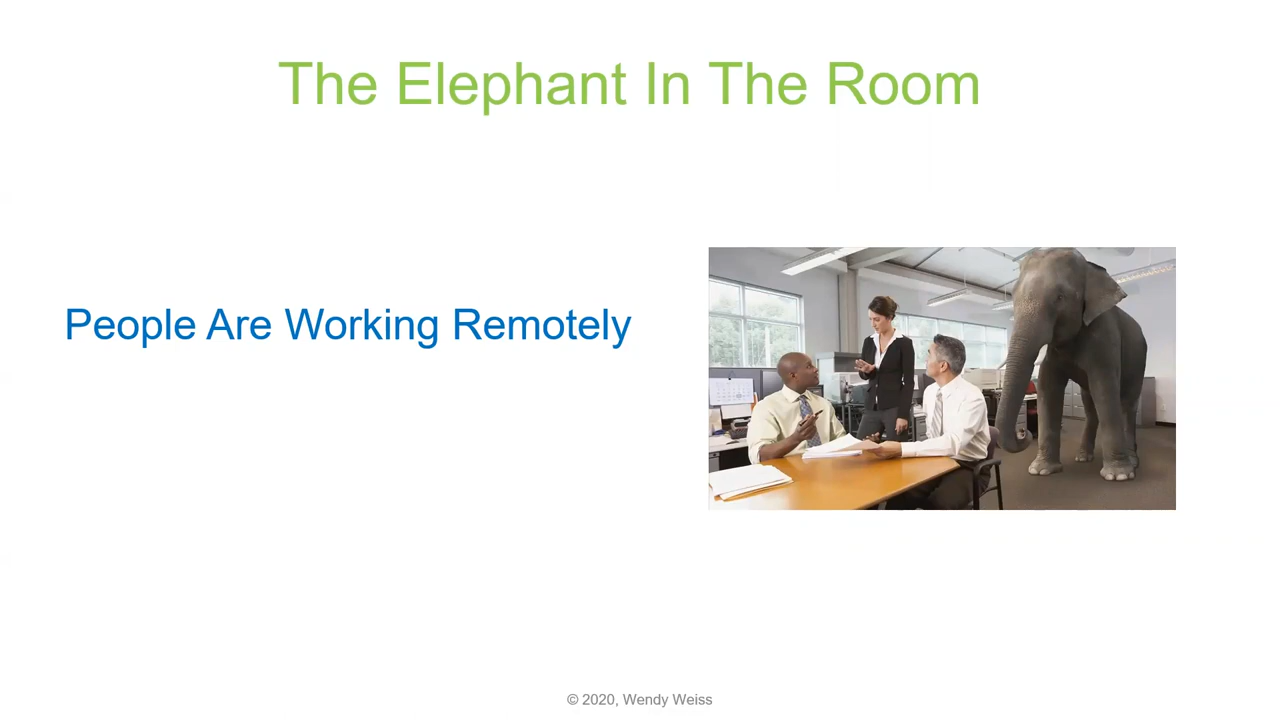 The Elephant In The Room
People Are Working Remotely
© 2020, Wendy Weiss